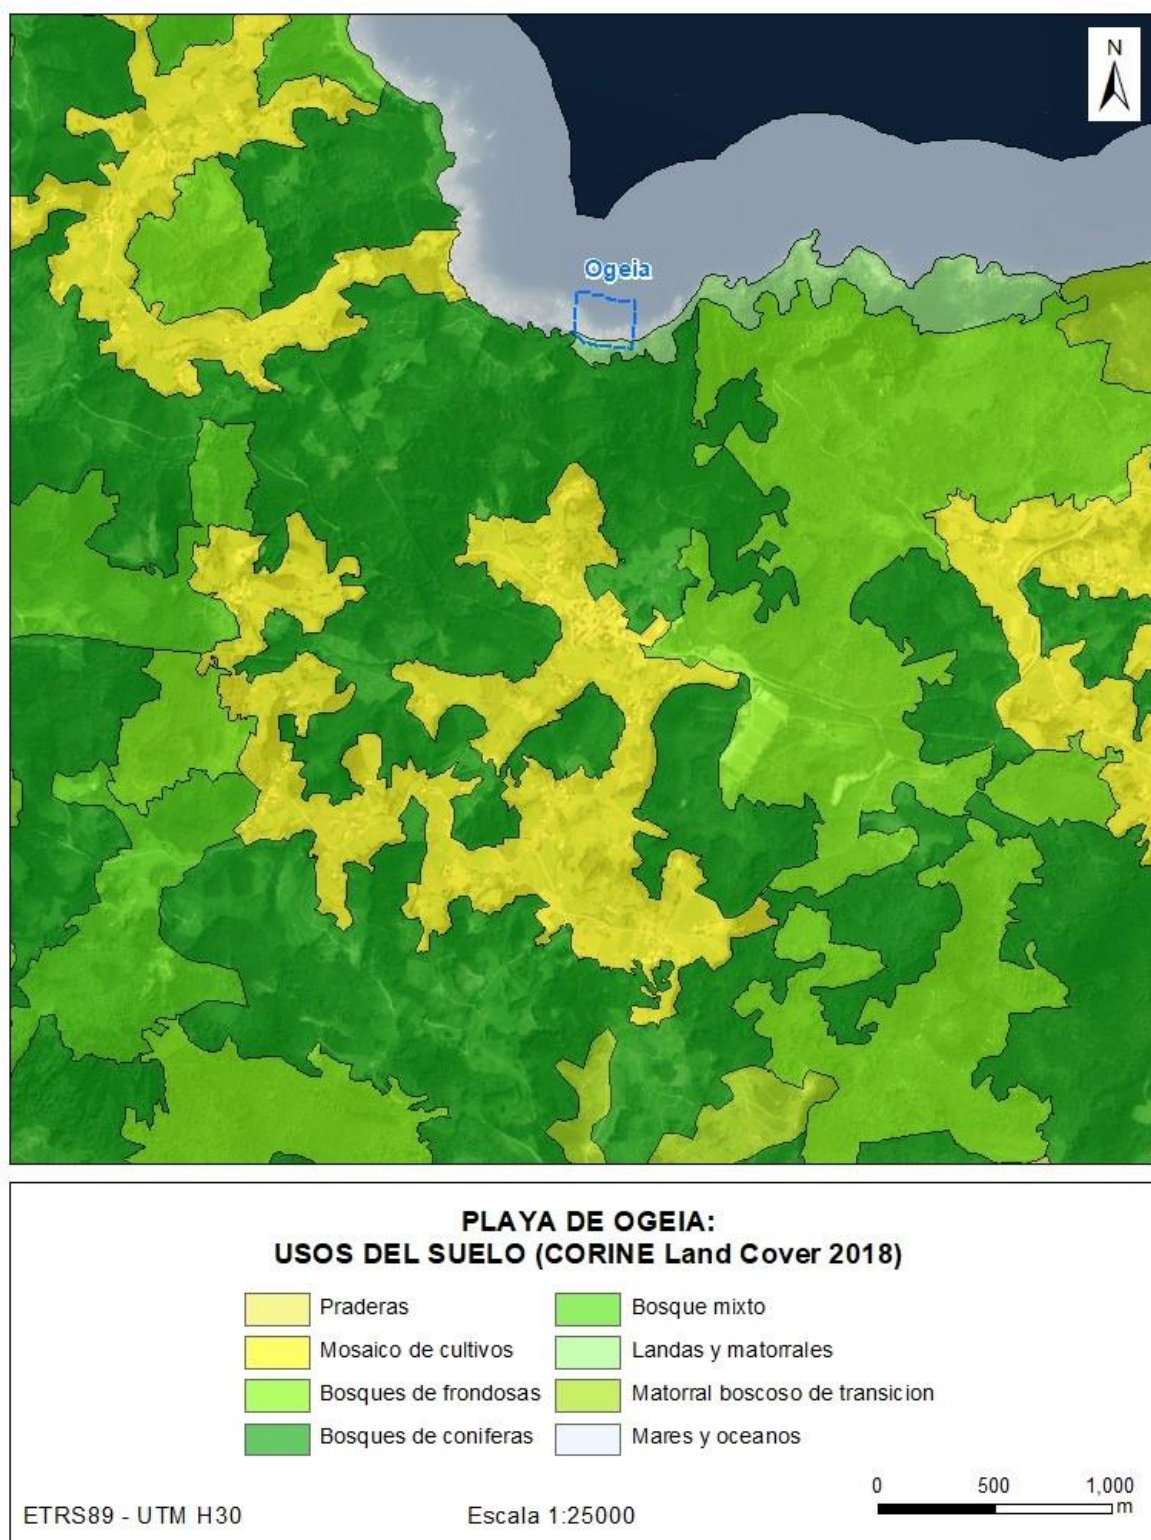 N
Ogeia
PLAYA DE OGEIA:
USOS DEL SUELO (CORINE Land Cover 2018)
Praderas
Mosaico de cultivos
Bosques de frondosas
Bosques de coniferas
Bosque mixto
Landas y matorrales
Matorral boscoso de transicion
Mares y oceanos
0 500 1,000
m
ETRS89 - UTM H30
Escala 1:25000